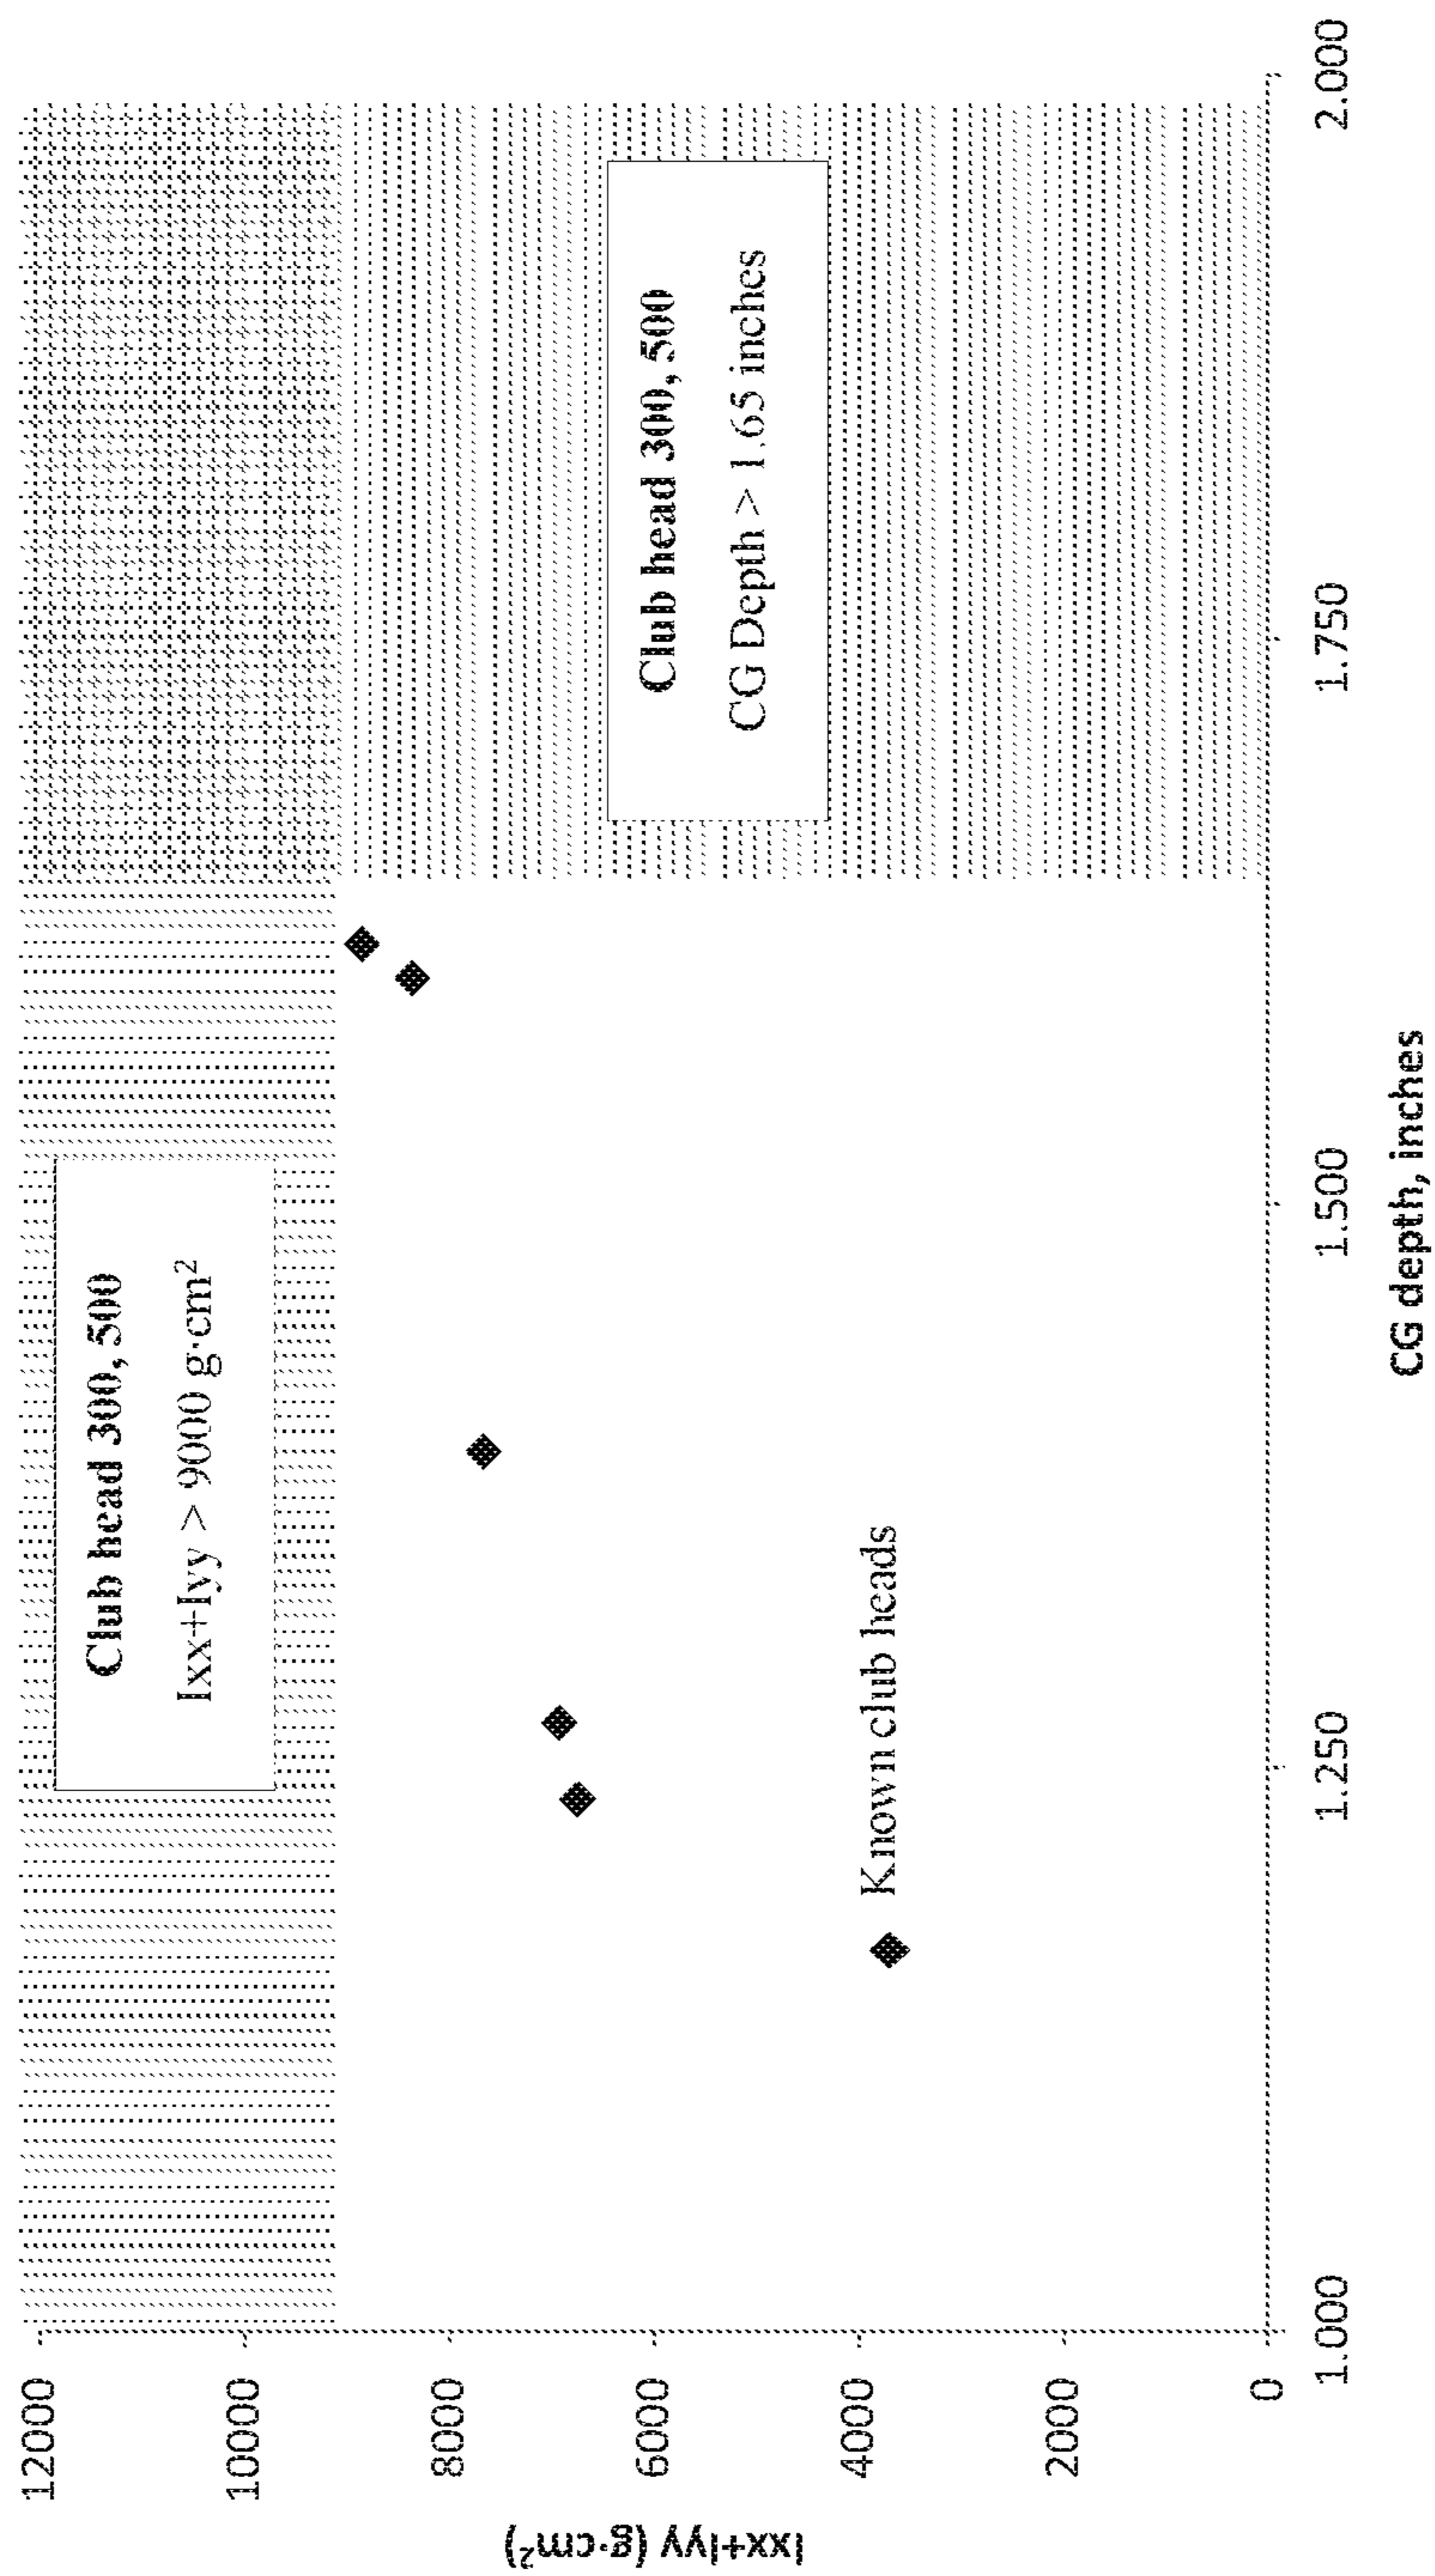 Ixx+Iyy (g·cm²)
12000
10000
8000
6000
4000
2000
0
Club head 300, 500
Ixx+Iyy > 9000 g·cm²
Club head 300, 500
CG Depth > 1.65 inches
Known club heads
1.000
1.250
1.500
1.750
2.000
CG depth, inches